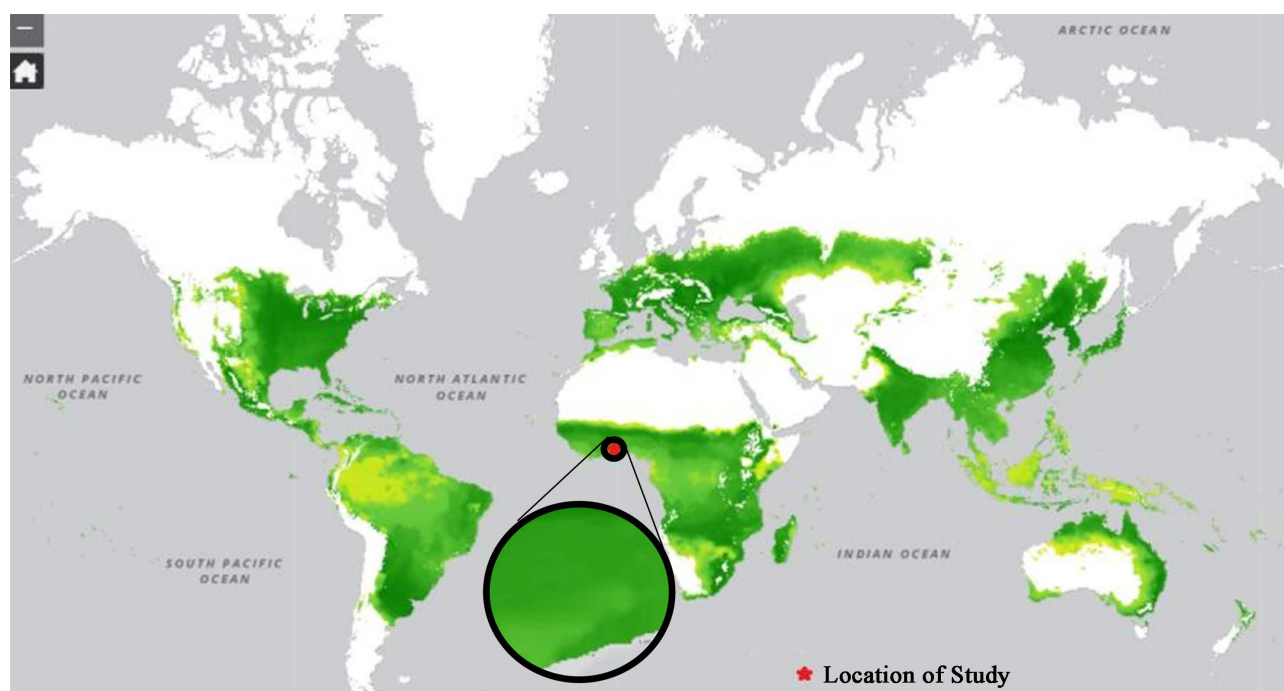 ARCTIC OCEAN
NORTH PACIFIC
OCEAN
NORTH ATLANTIC
OCEAN
SOUTH PACIFIC
OCEAN
INDIAN OCEAN
Location of Study